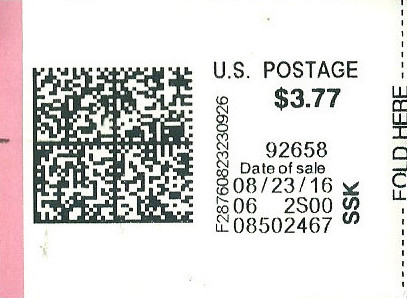 U.S. POSTAGE
$3.77
F28760823230926
92658
Date of sale
08/23/16
06 2S00
08502467
SSK
FOLD HERE